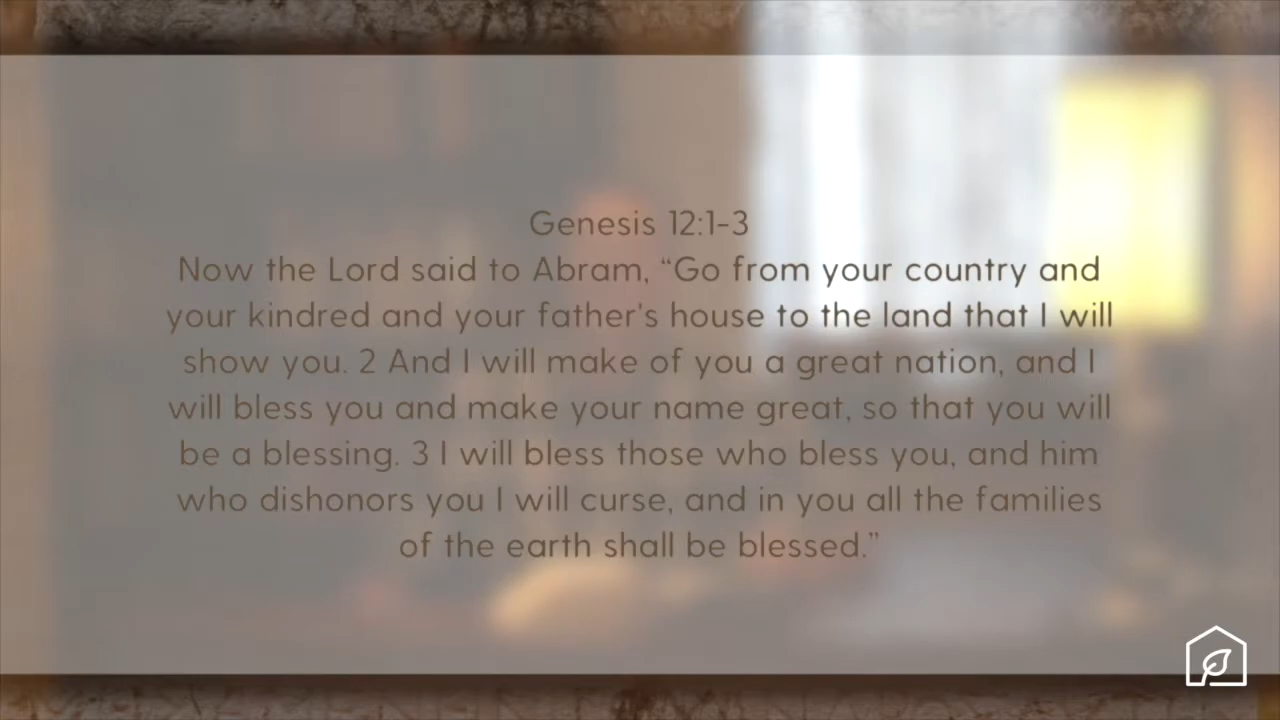 Genesis 12:1-3
Now the Lord said to Abram, “Go from your country and
your kindred and your father's house to the land that I will
show you. 2 And I will make of you a great nation, and I
will bless you and make your name great, so that you will
be a blessing. 3 I will bless those who bless you, and him
who dishonors you I will curse, and in you all the families
of the earth shall be blessed.”